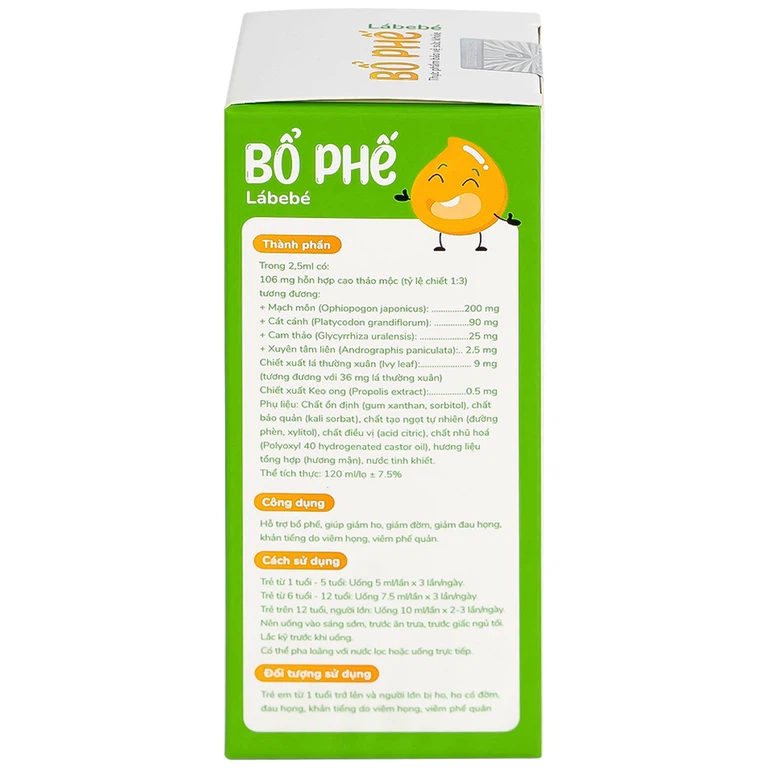 Lábebé
BỔ PHẾ
Thực phẩm bảo vệ sức khỏe
BỔ PHẾ
Lábebé
Thành phần
Trong 2,5ml có:
106 mg hỗn hợp cao thảo mộc (tỷ lệ chiết 1:3)
tương đương:
+ Mạch môn (Ophiopogon japonicus): ...............200 mg
+ Cát cánh (Platycodon grandiflorum): ................90 mg
+ Cam thảo (Glycyrrhiza uralensis):......................25 mg
+ Xuyên tâm liên (Andrographis paniculata):.. 2.5 mg
Chiết xuất lá thường xuân (Ivy leaf):....................... 9 mg
(tương đương với 36 mg lá thường xuân)
Chiết xuất Keo ong (Propolis extract):.................0.5 mg
Phụ liệu: Chất ổn định (gum xanthan, sorbitol), chất
bảo quản (kali sorbat), chất tạo ngọt tự nhiên (đường
phèn, xylitol), chất điều vị (acid citric), chất nhũ hoá
(Polyoxyl 40 hydrogenated castor oil), hương liệu
tổng hợp (hương mận), nước tinh khiết.
Thể tích thực: 120 ml/lọ ± 7.5%
Công dụng
Hỗ trợ bổ phế, giúp giảm ho, giảm đờm, giảm đau họng,
khản tiếng do viêm họng, viêm phế quản.
Cách sử dụng
Trẻ từ 1 tuổi - 5 tuổi: Uống 5 ml/lần x 3 lần/ngày.
Trẻ từ 6 tuổi - 12 tuổi: Uống 7.5 ml/lần x 3 lần/ngày.
Trẻ trên 12 tuổi, người lớn: Uống 10 ml/lần x 2-3 lần/ngày.
Nên uống vào sáng sớm, trước ăn trưa, trước giấc ngủ tối.
Lắc kỹ trước khi uống.
Có thể pha loãng với nước lọc hoặc uống trực tiếp.
Đối tượng sử dụng
Trẻ em từ 1 tuổi trở lên và người lớn bị ho, ho có đờm,
đau họng, khản tiếng do viêm họng, viêm phế quản